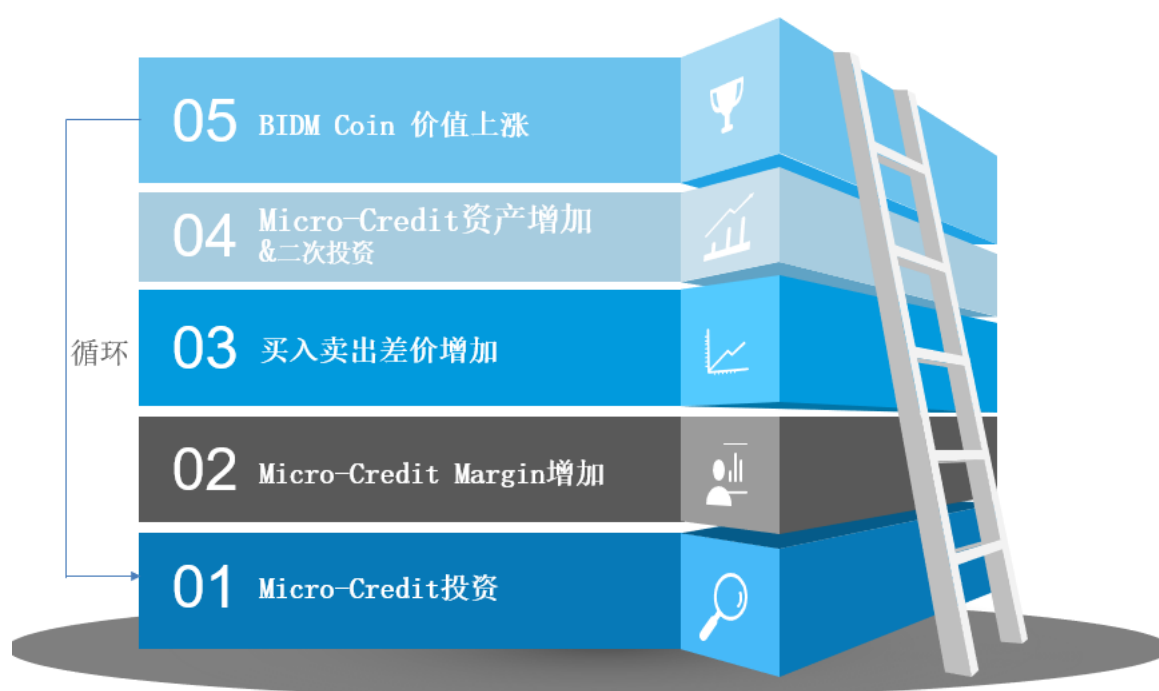 05 BIDM Coin 价值上涨
04 Micro-Credit资产增加
&二次投资
循环
03 买入卖出差价增加
02 Micro-Credit Margin增加
01 Micro-Credit投资